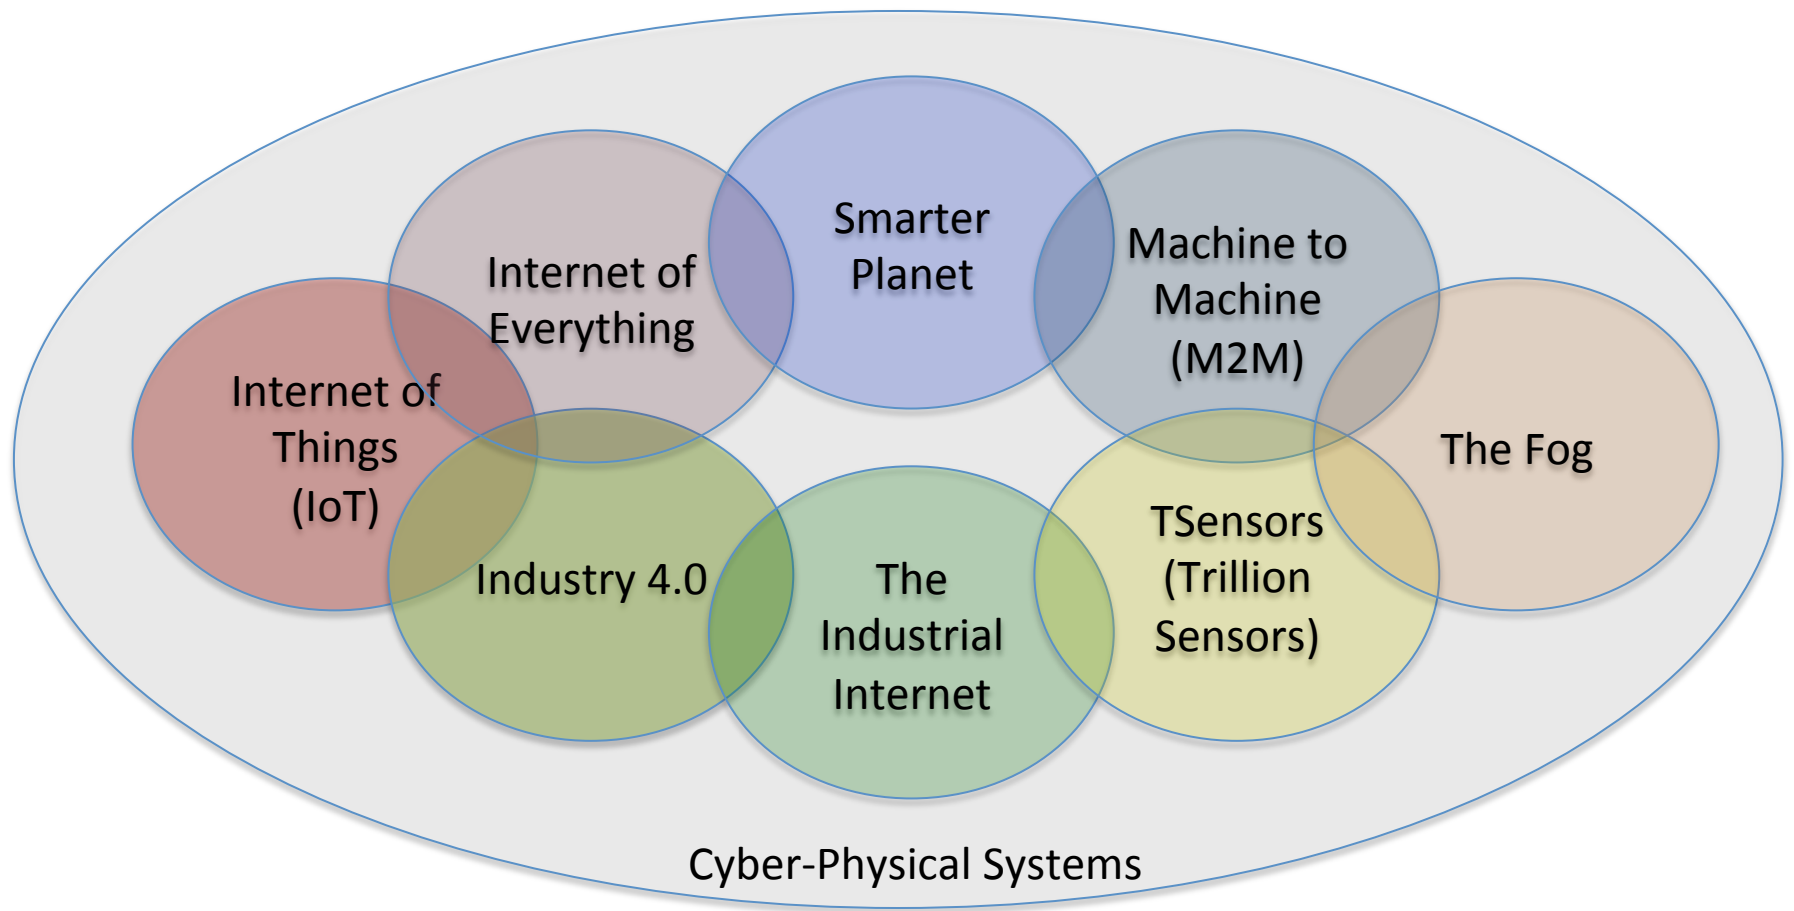 Smarter
Planet
Internet of
Everything
Machine to
Machine
(M2M)
Internet of
Things
(IoT)
The Fog
Industry 4.0
The
Industrial
Internet
TSensors
(Trillion
Sensors)
Cyber-Physical Systems